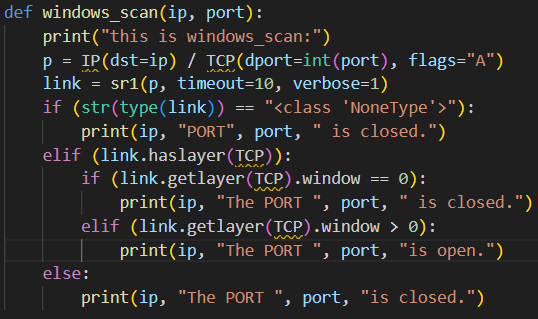 def windows_scan(ip, port):
    print("this is windows_scan:")
    p = IP(dst=ip) / TCP(dport=int(port), flags="A")
    link = sr1(p, timeout=10, verbose=1)
    if (str(type(link)) == "<class 'NoneType'>"):
        print(ip, "PORT", port, " is closed.")
    elif (link.haslayer(TCP)):
        if (link.getlayer(TCP).window == 0):
            print(ip, "The PORT ", port, " is closed.")
        elif (link.getlayer(TCP).window > 0):
            print(ip, "The PORT ", port, "is open.")
    else:
        print(ip, "The PORT ", port, "is closed.")